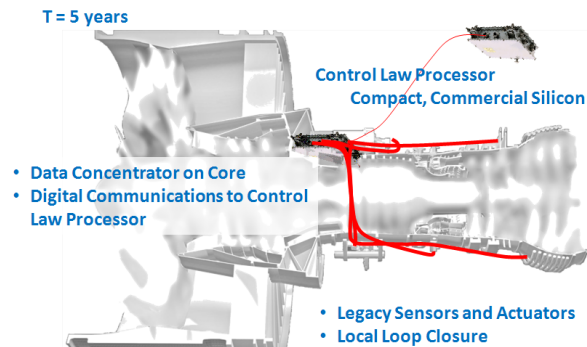 T = 5 years
Control Law Processor
Compact, Commercial Silicon
• Data Concentrator on Core
• Digital Communications to Control
Law Processor
• Legacy Sensors and Actuators
• Local Loop Closure